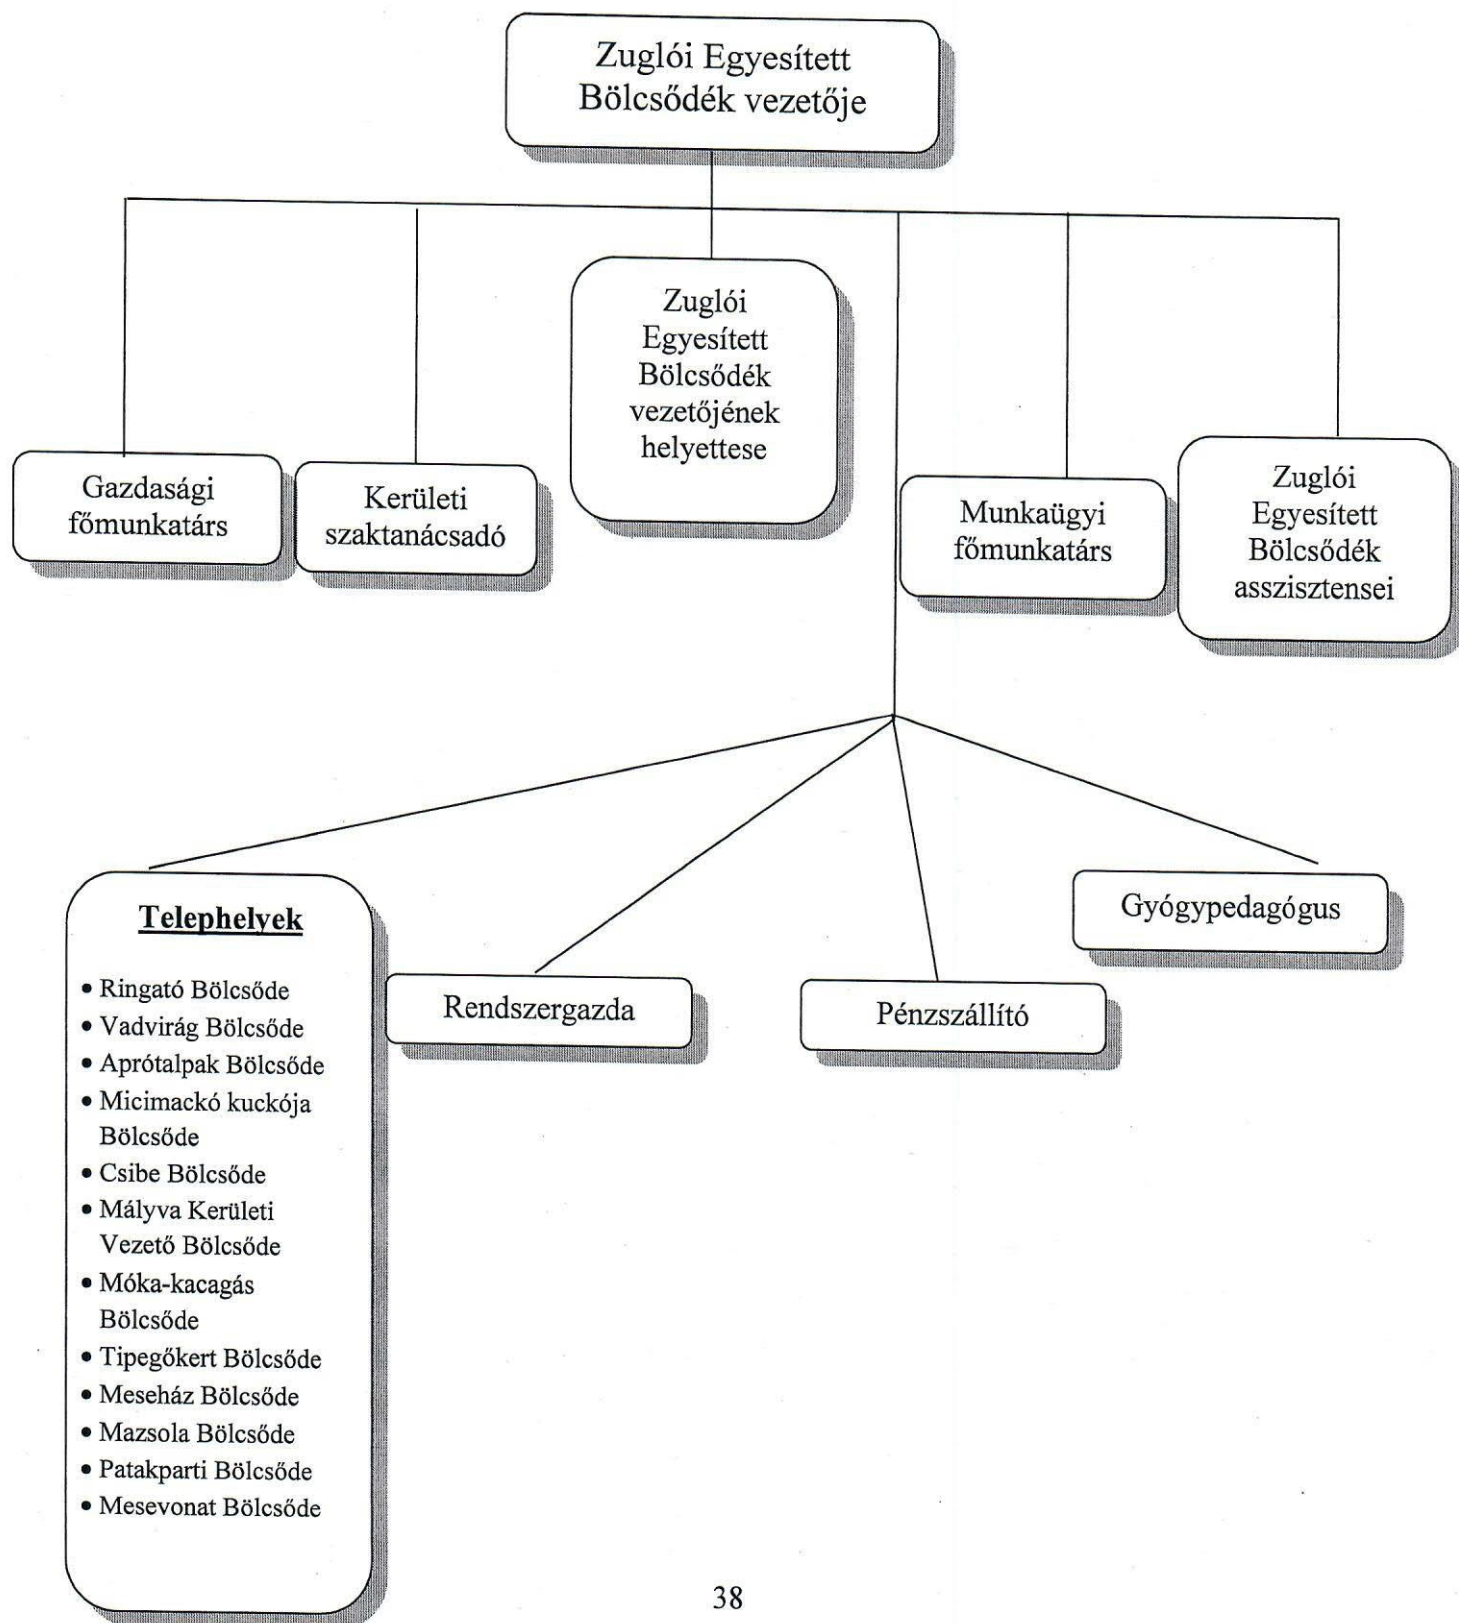 Zuglói Egyesített
Bölcsődék vezetője
Zuglói
Egyesített
Bölcsődék
vezetőjének
helyettese
Gazdasági
főmunkatárs
Kerületi
szaktanácsadó
Munkaügyi
főmunkatárs
Zuglói
Egyesített
Bölcsődék
asszisztensei
Telephelyek
• Ringató Bölcsőde
• Vadvirág Bölcsőde
• Aprótalpak Bölcsőde
• Micimackó kuckója
Bölcsőde
• Csibe Bölcsőde
• Mályva Kerületi
Vezető Bölcsőde
• Móka-kacagás
Bölcsőde
• Tipegőkert Bölcsőde
• Meseház Bölcsőde
• Mazsola Bölcsőde
• Patakparti Bölcsőde
• Mesevonat Bölcsőde
Rendszergazda
Pénzszállító
Gyógypedagógus
38